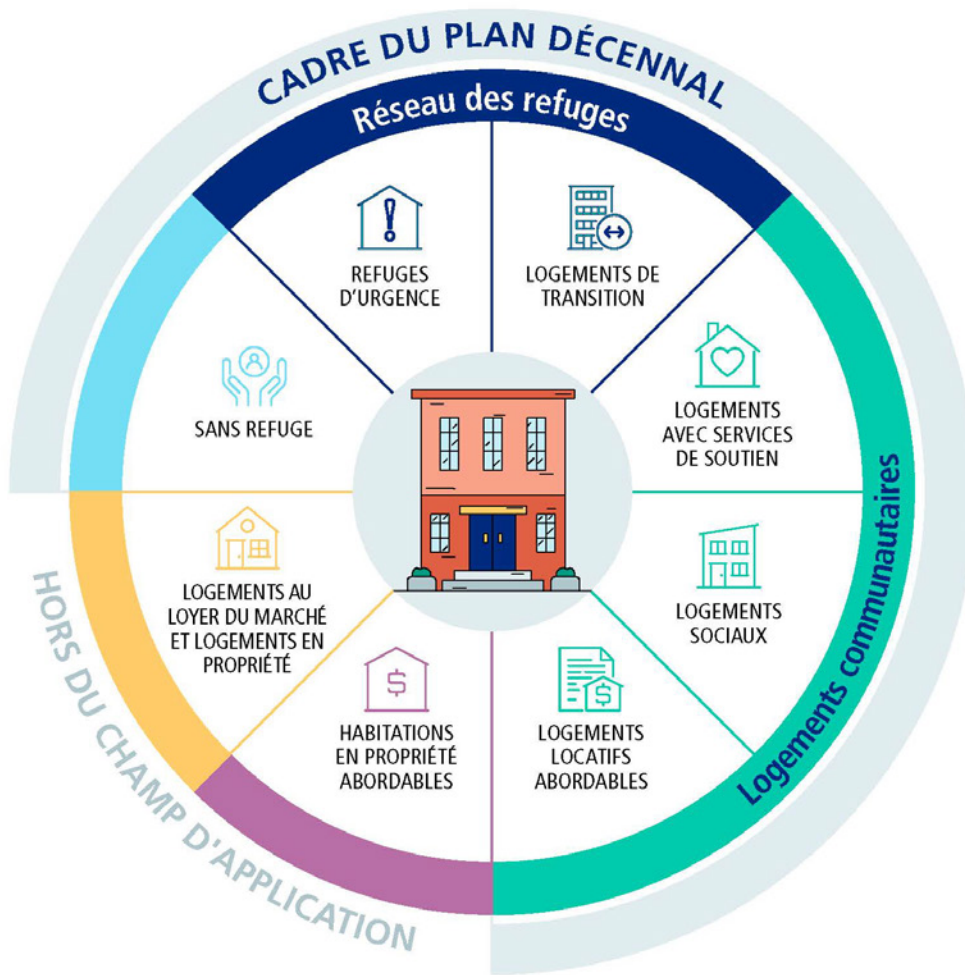 CADRE DU PLAN DÉCENNAL
Réseau des refuges
REFUGES
D'URGENCE
LOGEMENTS DE
TRANSITION
LOGEMENTS
AVEC SERVICES
DE SOUTIEN
LOGEMENTS
SOCIAUX
LOGEMENTS
LOCATIFS
ABORDABLES
Logements communautaires
HABITATIONS
EN PROPRIÉTÉ
ABORDABLES
LOGEMENTS AU
LOYER DU MARCHÉ
ET LOGEMENTS EN
PROPRIÉTÉ
SANS REFUGE
HORS DU CHAMP D'APPLICATION